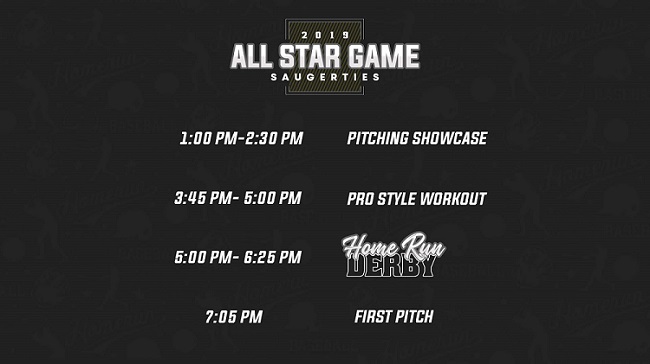 2019
ALL STAR GAME
SAUGERTIES
1:00 PM-2:30 PM PITCHING SHOWCASE
3:45 PM- 5:00 PM PRO STYLE WORKOUT
5:00 PM- 6:25 PM Home Run
DERBY
7:05 PM FIRST PITCH